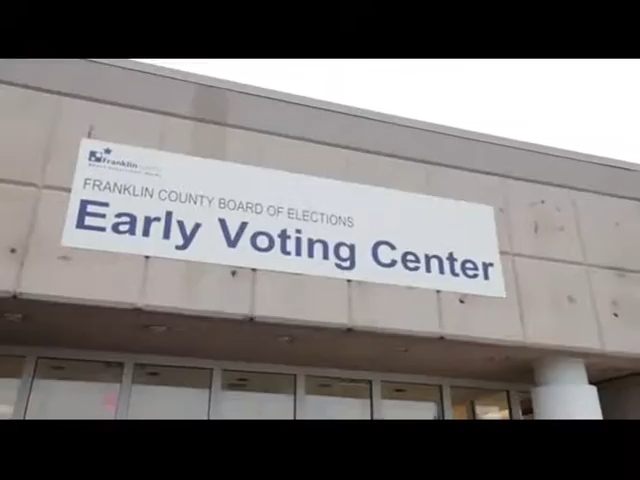 Franklin
FRANKLIN COUNTY BOARD OF ELECTIONS
Early Voting Center